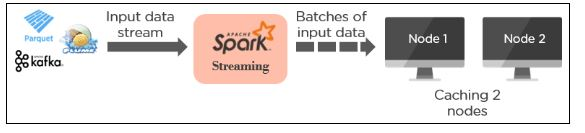 Parquet
FLUME
kafka
Input data
stream
APACHE
Spark
Streaming
Batches of
input data
Node 1
Node 2
Caching 2
nodes